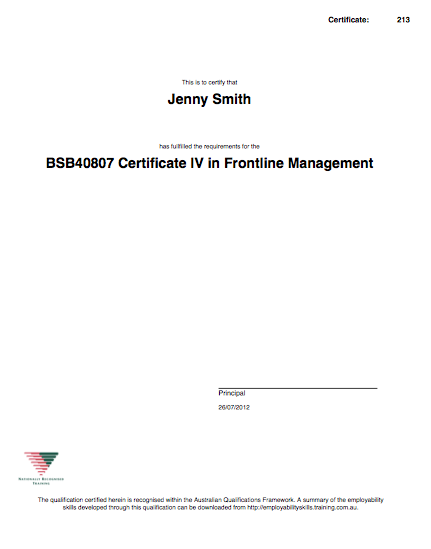 Certificate: 213
This is to certify that
Jenny Smith
has fullfilled the requirements for the
BSB40807 Certificate IV in Frontline Management
Principal
26/07/2012
NATIONALLY RECOGNISED
TRAINING
The qualification certified herein is recognised within the Australian Qualifications Framework. A summary of the employability
skills developed through this qualification can be downloaded from http://employabilityskills.training.com.au.